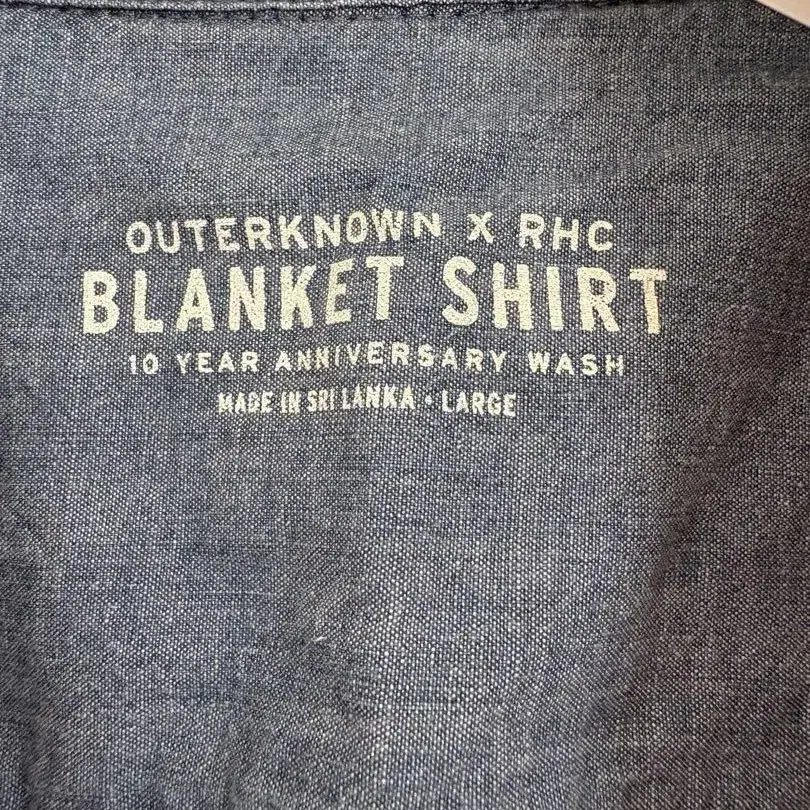 OUTERKNOWN X RHC
BLANKET SHIRT
10 YEAR ANNIVERSARY WASH
MADE IN SRI LANKA • LARGE